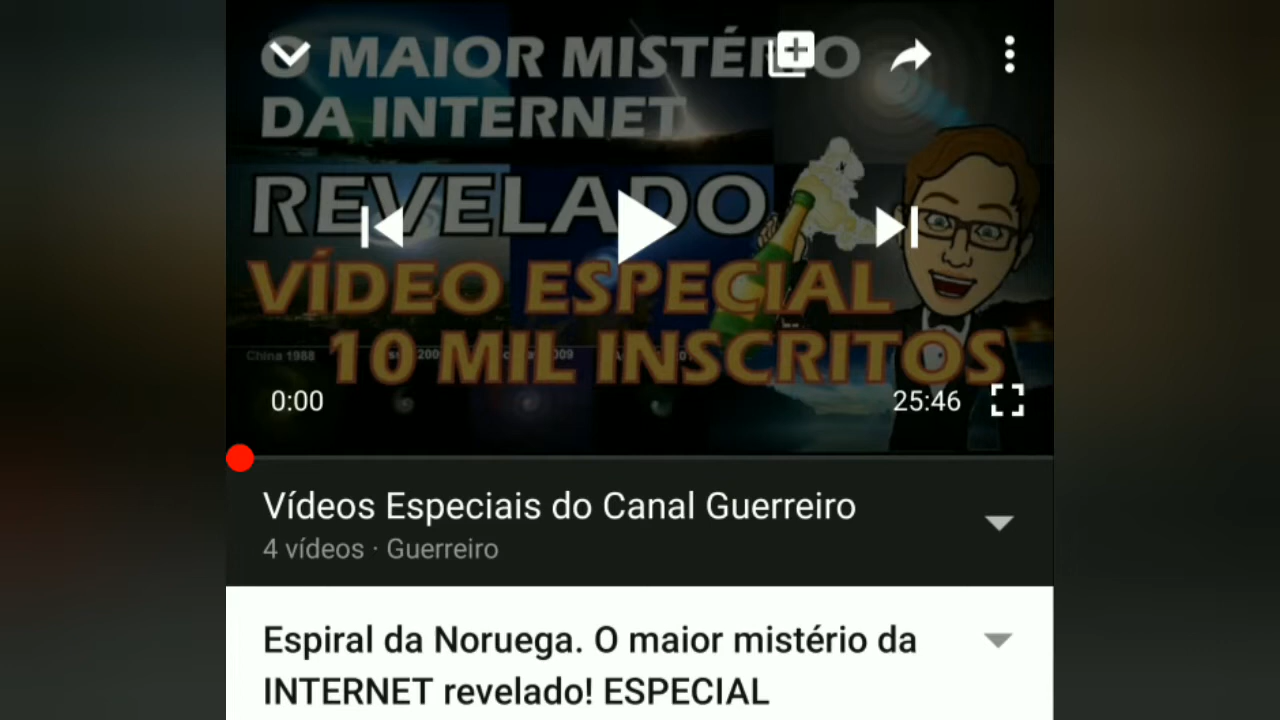 O MAIOR MISTÉRIO
DA INTERNET
REVELADO
VÍDEO ESPECIAL
China 1988
10 MIL INSCRITOS
0:00
25:46
Vídeos Especiais do Canal Guerreiro
4 vídeos · Guerreiro
Espiral da Noruega. O maior mistério da
INTERNET revelado! ESPECIAL